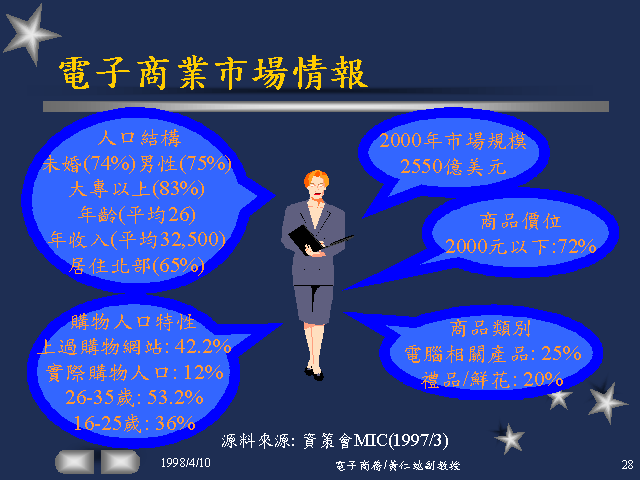 電子商業市場情報
人口結構
未婚(74%)男性(75%)
大專以上(83%)
年齡(平均26)
年收入(平均32,500)
居住北部(65%)
2000年市場規模
2550億美元
商品價位
2000元以下:72%
購物人口特性
上過購物網站: 42.2%
實際購物人口: 12%
26-35歲: 53.2%
16-25歲: 36%
商品類別
電腦相關產品: 25%
禮品/鮮花: 20%
源料來源: 資策會MIC(1997/3)
1998/4/10
電子商務/黃仁 副教授
28